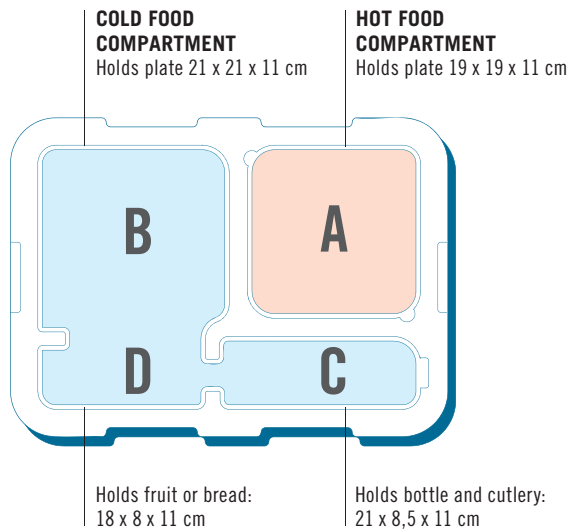 COLD FOOD
COMPARTMENT
Holds plate 21 x 21 x 11 cm
HOT FOOD
COMPARTMENT
Holds plate 19 x 19 x 11 cm
B
A
D
C
Holds fruit or bread:
18 x 8 x 11 cm
Holds bottle and cutlery:
21 x 8,5 x 11 cm